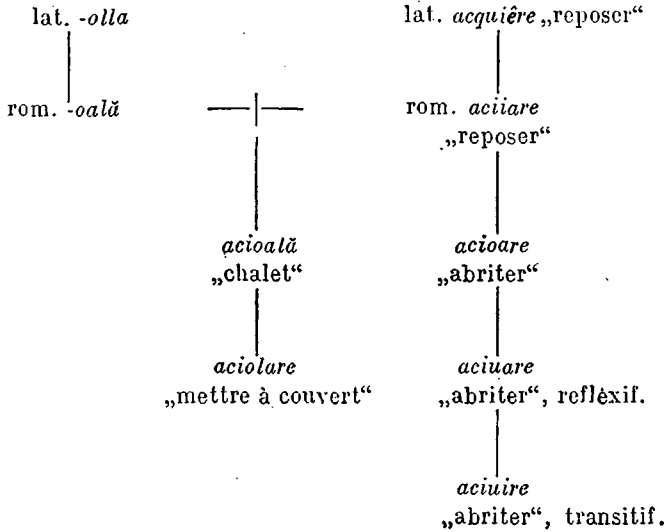 lat. -olla
lat. acquiêre „reposer“
rom. -oală
rom. aciiare
„reposer“
acioală
„chalet“
acioare
„abriter“
aciolare
„mettre à couvert“
aciuare
„abriter“, reflèxif.
aciuire
„abriter“, transitif.